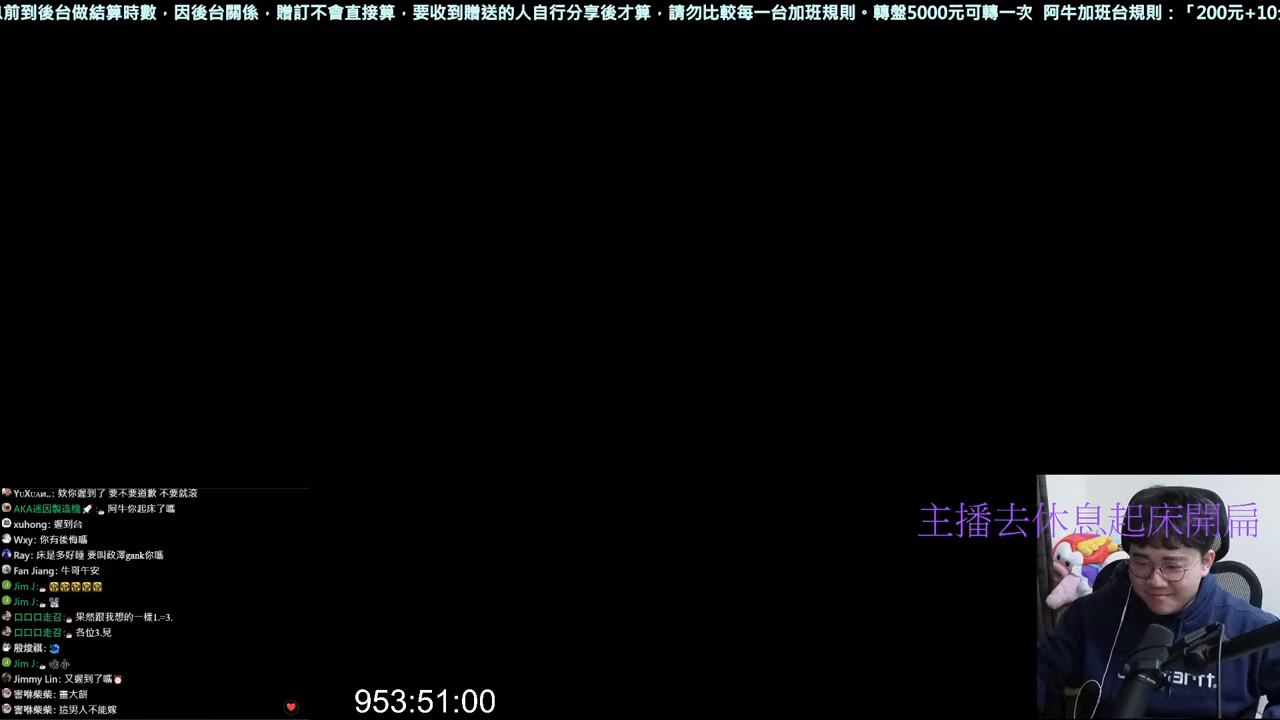 前到後台做結算時數，因後台關係，贈訂不會直接算，要收到贈送的人自行分享後才算，請勿比較每一台加班規則。轉盤5000元可轉一次 阿牛加班台規則：「200元+10
主播去休息起床開扁
YuXuan..: 欸你遲到了 要不要道歉 不要就滾
AKA迷因製造機: 阿牛你起床了嗎
xuhong: 遲到台
Wxy: 你有後悔嗎
Ray: 床是多好睡 要叫政澤gank你嗎
Fan Jiang: 牛哥午安
Jim J:
Jim J:
口口口走召: 果然跟我想的一樣1.=3.
口口口走召: 各位3.兒
殷焌祺:
Jim J:
Jimmy Lin: 又遲到了嗎⏰
害咻柴柴: 畫大餅
害咻柴柴: 這男人不能嫁
953:51:00